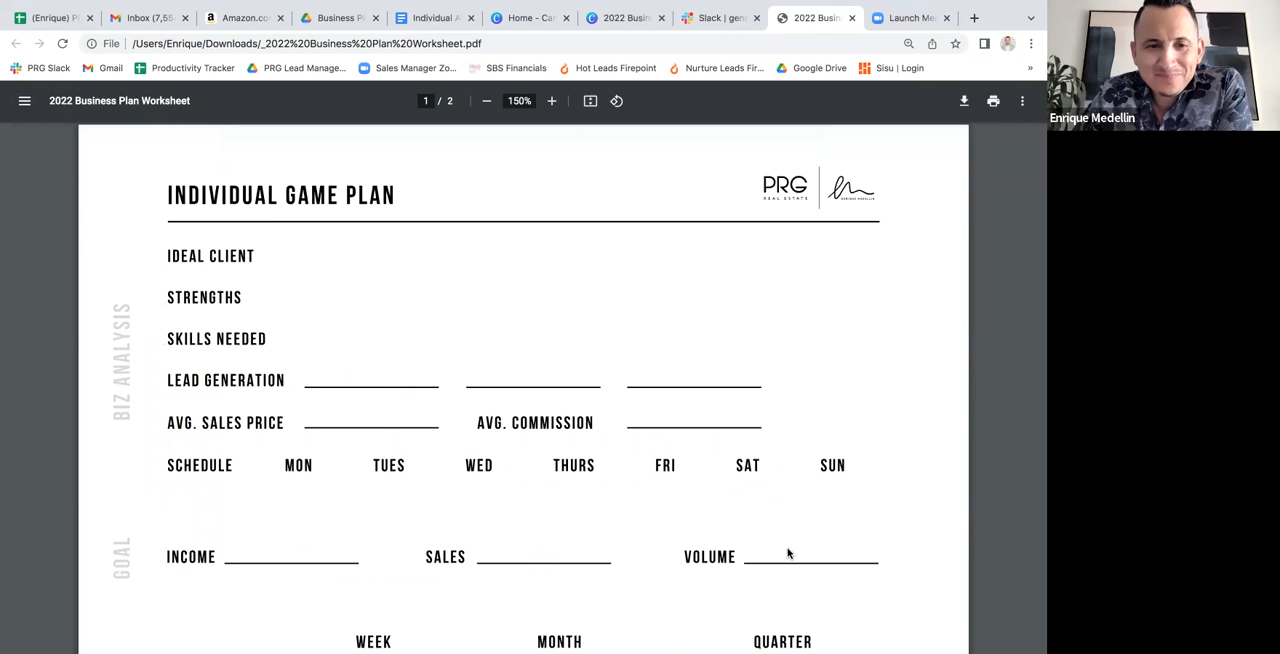 (Enrique) P
Inbox (7,55
Amazon.co
Business P
Individual A
Home - Ca
2022 Busin
Slack | gen
2022 Busin
Launch Me
File
/Users/Enrique/Downloads/_2022%20Business%20Plan%20Worksheet.pdf
PRG Slack
Gmail
Productivity Tracker
PRG Lead Manage...
Sales Manager Zo...
SBS Financials
Hot Leads Firepoint
Nurture Leads Fir...
Google Drive
Sisu | Login
»
2022 Business Plan Worksheet
1 / 2
150%
Enrique Medellin
INDIVIDUAL GAME PLAN
PRG
REAL ESTATE
ENRIQUE MEDELLIN
BIZ ANALYSIS
IDEAL CLIENT
STRENGTHS
SKILLS NEEDED
LEAD GENERATION
AVG. SALES PRICE
AVG. COMMISSION
SCHEDULE MON TUES WED THURS FRI SAT SUN
GOAL
INCOME
SALES
VOLUME
WEEK MONTH QUARTER